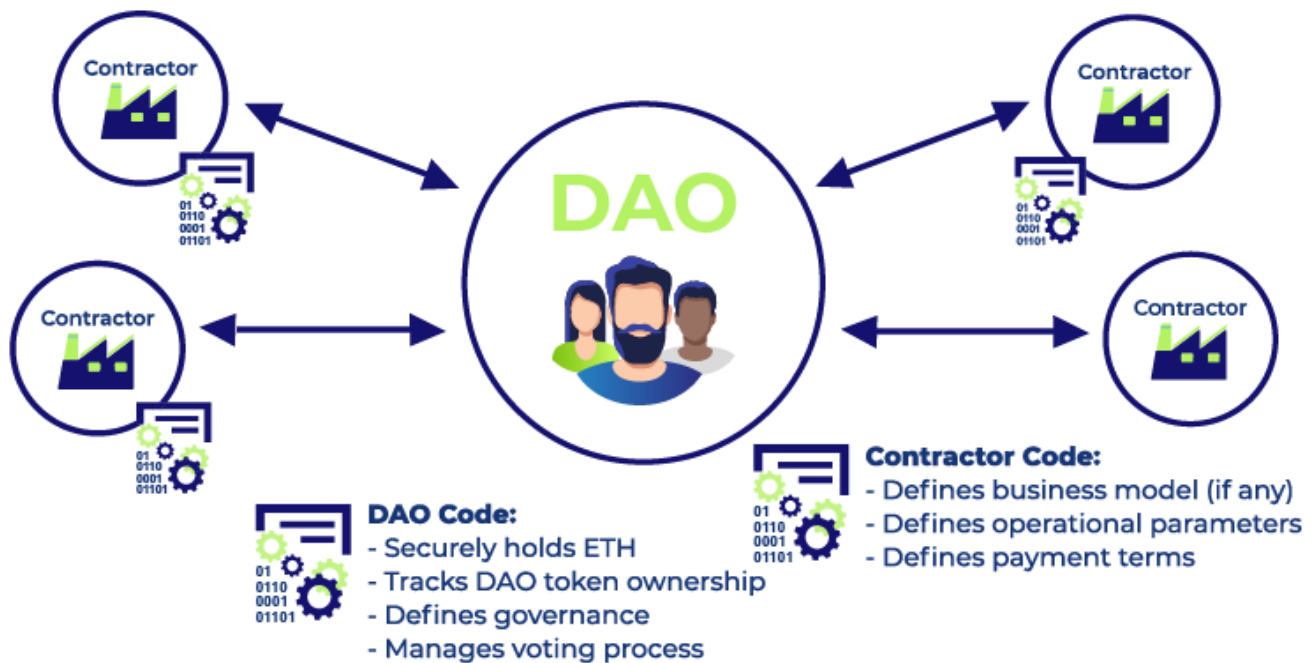 Contractor
Contractor
DAO
01
0110
0001
01101
01
0110
0001
01101
Contractor
Contractor
01
0110
0001
01101
DAO Code:
- Securely holds ETH
- Tracks DAO token ownership
- Defines governance
- Manages voting process
01
0110
0001
01101
Contractor Code:
- Defines business model (if any)
- Defines operational parameters
- Defines payment terms
01
0110
0001
01101